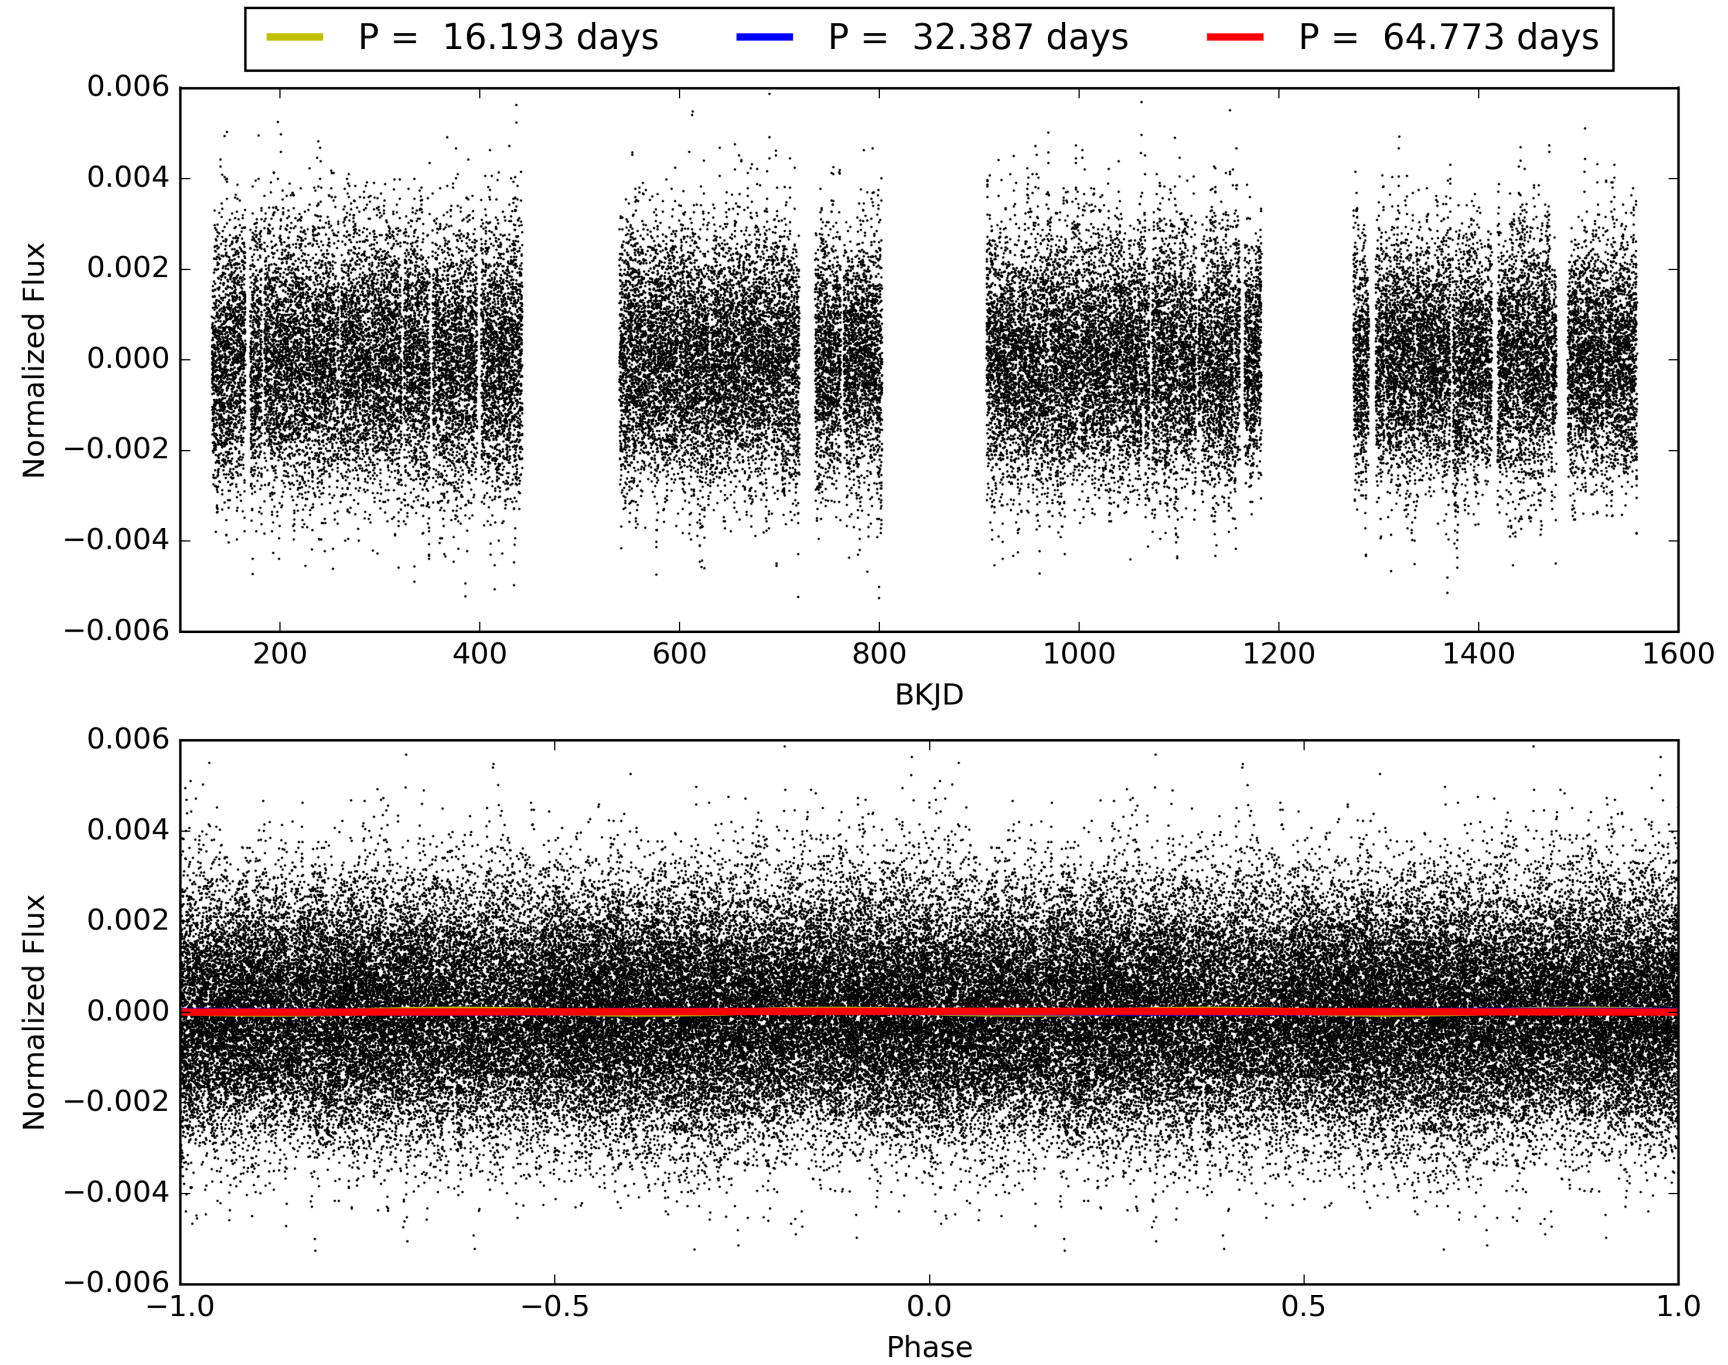 P = 16.193 days P = 32.387 days P = 64.773 days
0.006
0.004
0.002
0.000
−0.002
−0.004
−0.006
Normalized Flux
200 400 600 800 1000 1200 1400 1600
BKJD
0.006
0.004
0.002
0.000
−0.002
−0.004
−0.006
Normalized Flux
−1.0 −0.5 0.0 0.5 1.0
Phase